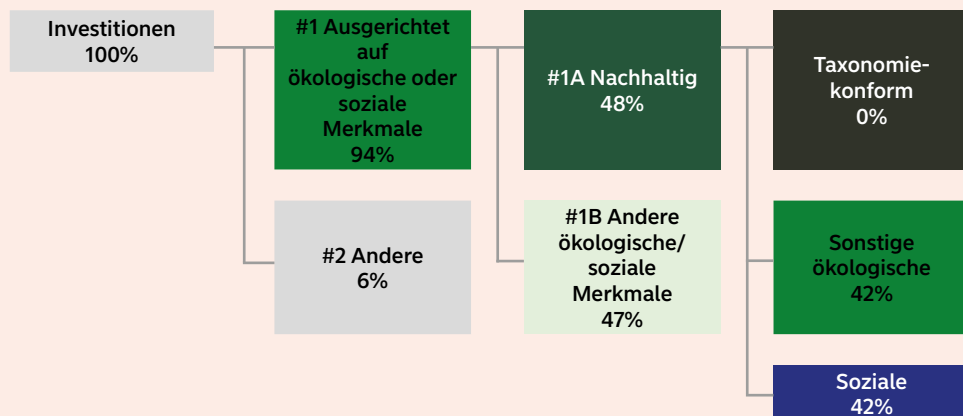 Investitionen
100%
#1 Ausgerichtet
auf
ökologische oder
soziale
Merkmale
94%
#1A Nachhaltig
48%
Taxonomie-
konform
0%
#2 Andere
6%
#1B Andere
ökologische/
soziale
Merkmale
47%
Sonstige
ökologische
42%
Soziale
42%